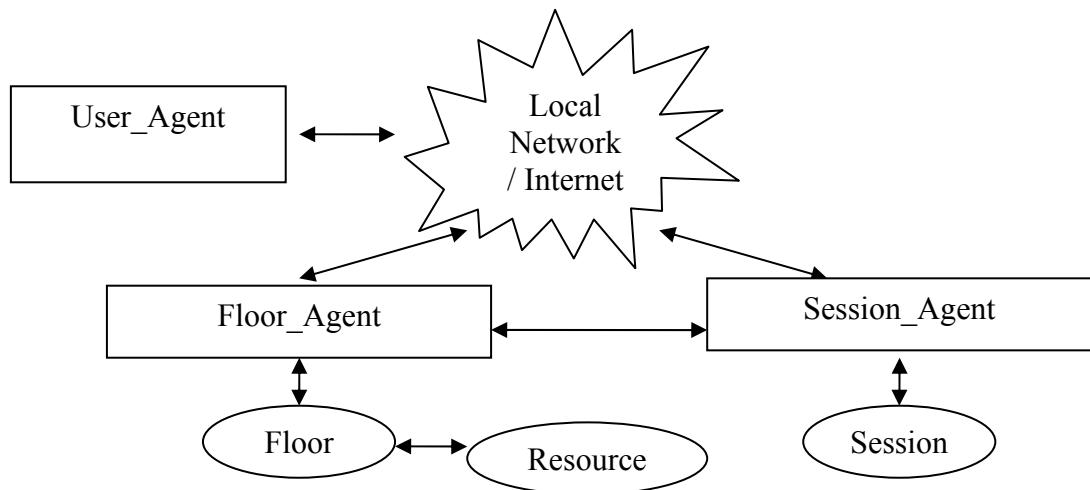 User_Agent
Local
Network
/ Internet
Floor_Agent
Session_Agent
Floor
Resource
Session